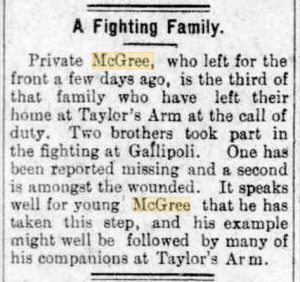 A Fighting Family.
Private McGree, who left for the
front a few days ago, is the third of
that family who have left their
home at Taylor's Arm at the call of
duty. Two brothers took part in
the fighting at Gallipoli. One has
been reported missing and a second
is amongst the wounded. It speaks
well for young McGree that he has
taken this step, and his example
might well be followed by many of
his companions at Taylor's Arm.